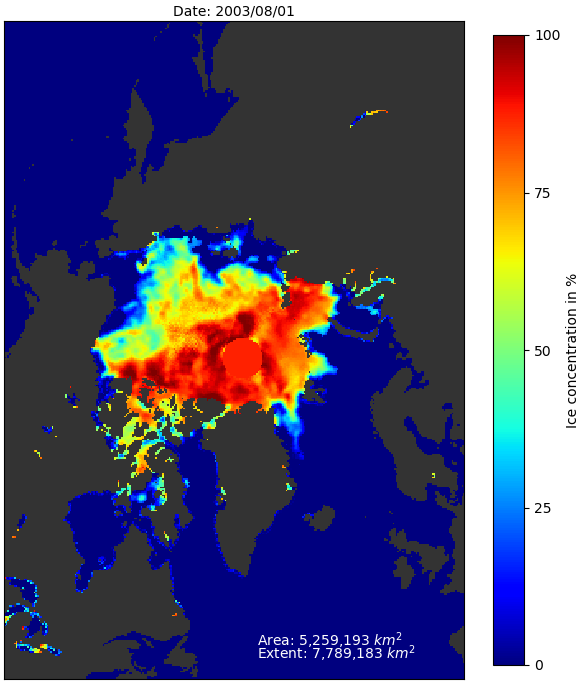 Date: 2003/08/01
100
75
50
25
0
Ice concentration in %
Area: 5,259,193 km²
Extent: 7,789,183 km²